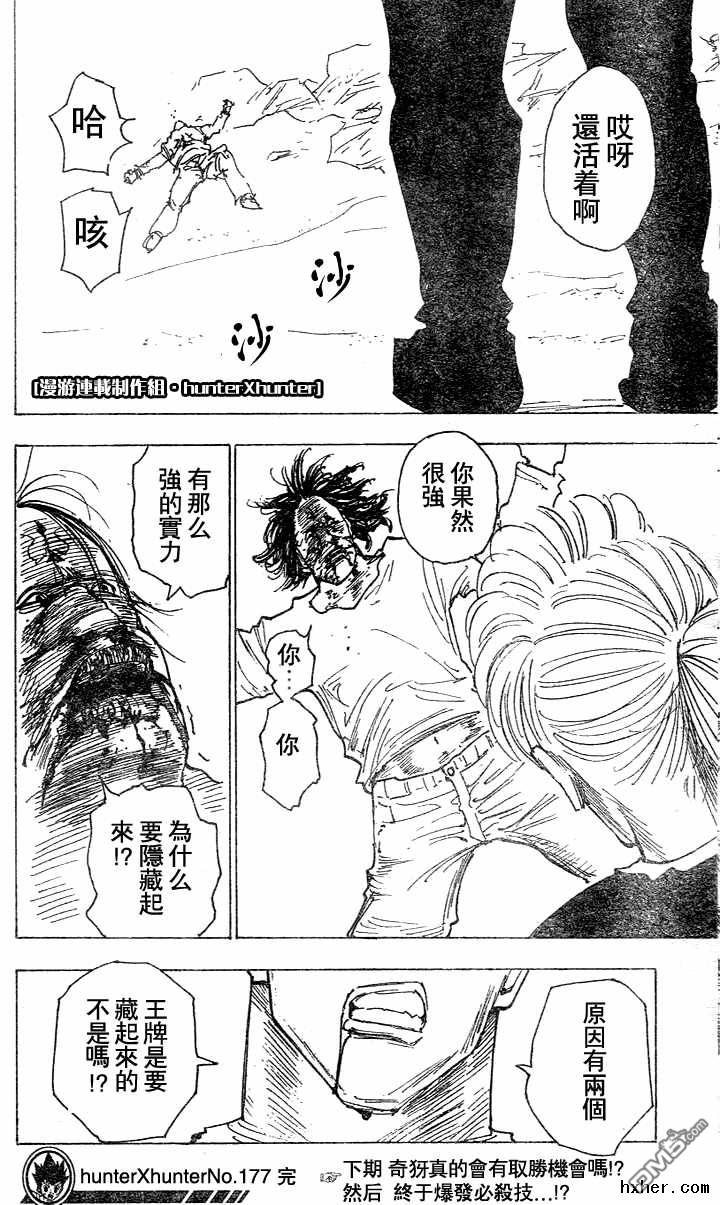 哎呀
還活着啊
哈
咳
沙
沙
[漫游連載制作組·hunterXhunter]
你果然
很強
你…
你
有那么
強的實力
為什么
要隱藏起
來!?
原因有兩個
王牌是要
藏起來的
不是嗎!?
hunterXhunterNo.177 完
☞下期 奇犽真的會有取勝機會嗎!?
然后 終于爆發必殺技…!?
hxher.com